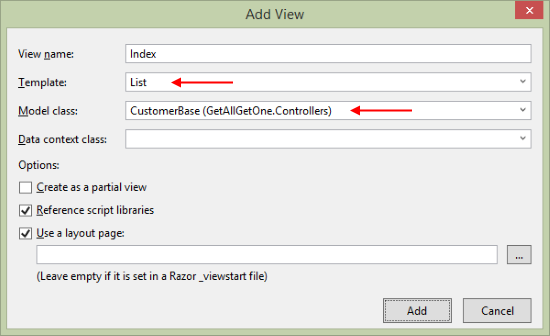 Add View
View name: Index
Template: List
Model class: CustomerBase (GetAllGetOne.Controllers)
Data context class:
Options:
Create as a partial view
Reference script libraries
Use a layout page:
...
(Leave empty if it is set in a Razor _viewstart file)
Add Cancel